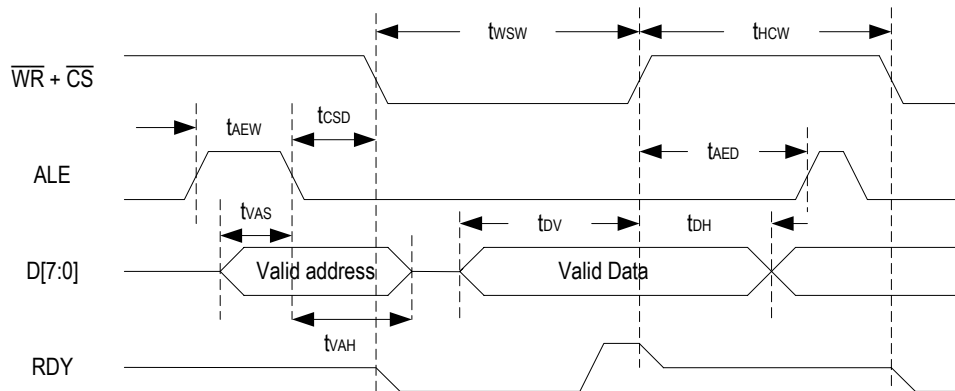 tWSW
tHCW
WR + CS
tAEW
tCSD
tAED
ALE
tVAS
tDV
tDH
D[7:0]
Valid address
Valid Data
tVAH
RDY